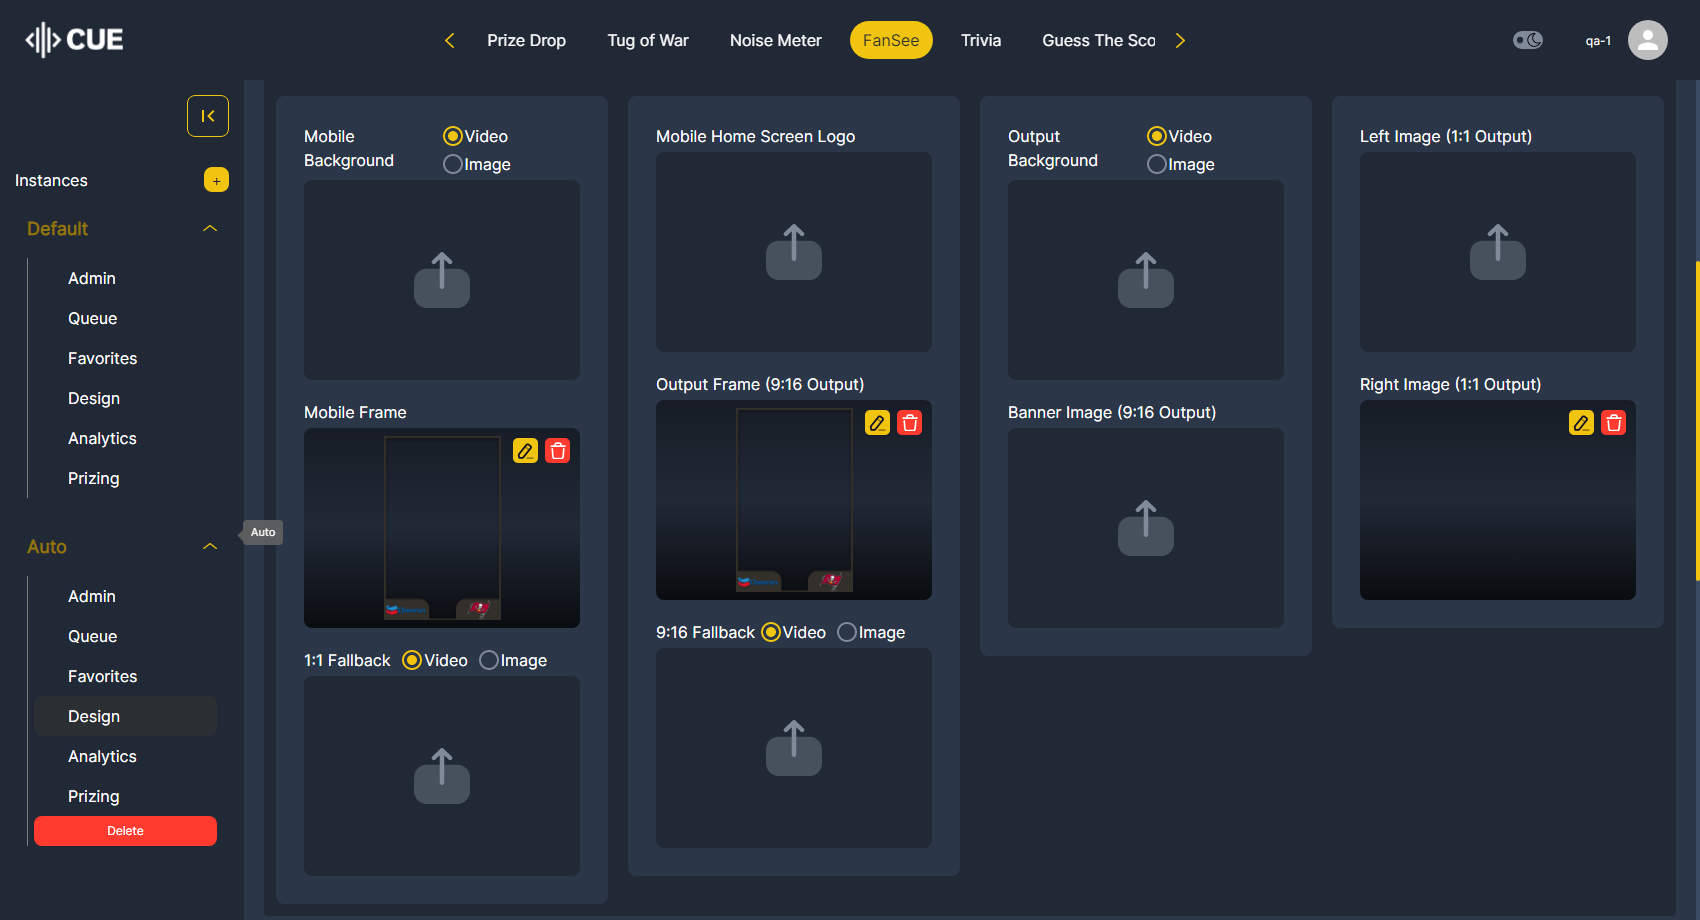 CUE
Prize Drop
Tug of War
Noise Meter
FanSee
Trivia
Guess The Sco
qa-1
Instances
+
Default
Admin
Queue
Favorites
Design
Analytics
Prizing
Auto
Auto
Admin
Queue
Favorites
Design
Analytics
Prizing
Delete
Mobile
Background
Video
Image
Mobile Frame
1:1 Fallback
Video
Image
Mobile Home Screen Logo
Output Frame (9:16 Output)
9:16 Fallback
Video
Image
Output
Background
Video
Image
Banner Image (9:16 Output)
Left Image (1:1 Output)
Right Image (1:1 Output)